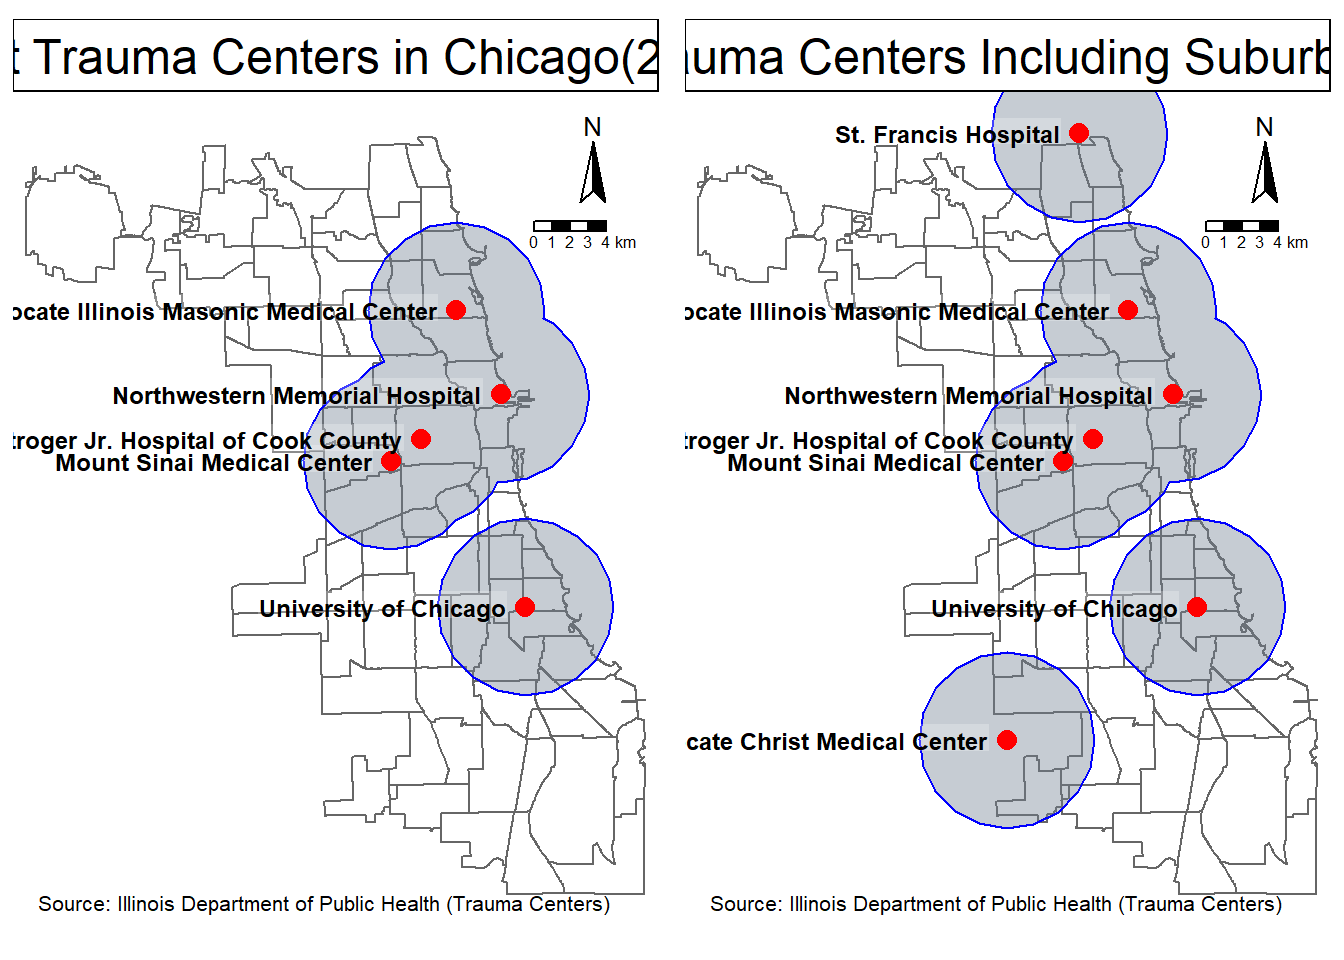 t Trauma Centers in Chicago(2
N
0 1 2 3 4 km
ocate Illinois Masonic Medical Center
Northwestern Memorial Hospital
troger Jr. Hospital of Cook County
Mount Sinai Medical Center
University of Chicago
Source: Illinois Department of Public Health (Trauma Centers)
uma Centers Including Suburb
St. Francis Hospital
N
0 1 2 3 4 km
ocate Illinois Masonic Medical Center
Northwestern Memorial Hospital
troger Jr. Hospital of Cook County
Mount Sinai Medical Center
University of Chicago
cate Christ Medical Center
Source: Illinois Department of Public Health (Trauma Centers)